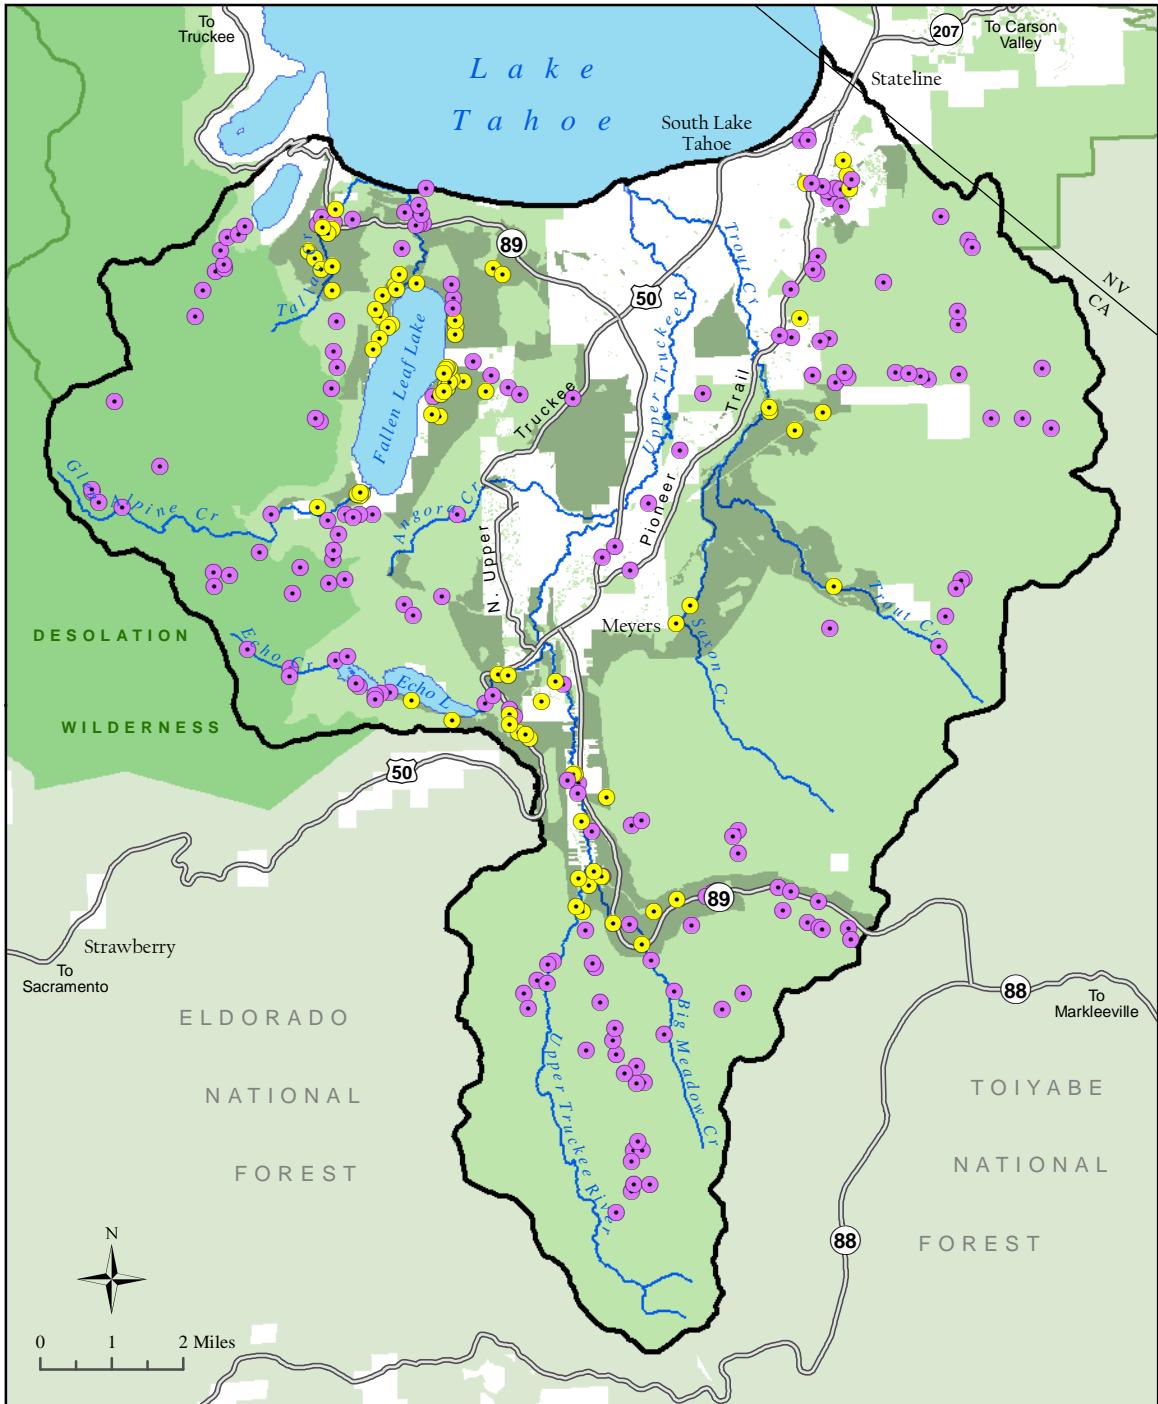 To
Truckee
207
To Carson
Valley
Lake
Tahoe
Stateline
South Lake
Tahoe
Trout Cr
89
50
NV
CA
Upper Truckee R
Fallen Leaf Lake
Truckee
Trail
Pioneer
Glen Alpine Cr
Angora Cr
N. Upper
Meyers
Trout Cr
Saxon Cr
DESOLATION
WILDERNESS
Echo Cr
Echo L
50
89
Strawberry
To
Sacramento
88
To
Markleeville
Big Meadow Cr
Upper Truckee River
ELDORADO
NATIONAL
FOREST
TOIYABE
NATIONAL
FOREST
88
N
0 1 2 Miles